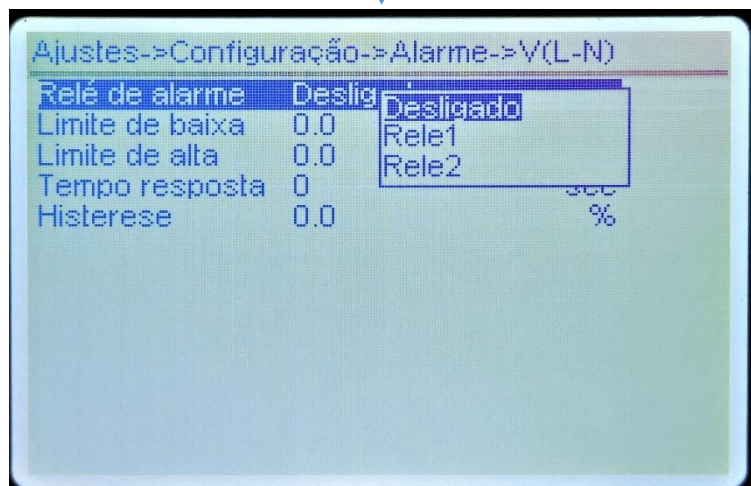 Ajustes->Configuração->Alarme->V(L-N)
Relé de alarme Deslig
Desligado
Rele1
Rele2
Limite de baixa 0.0
Limite de alta 0.0
Tempo resposta 0
Histerese 0.0 %